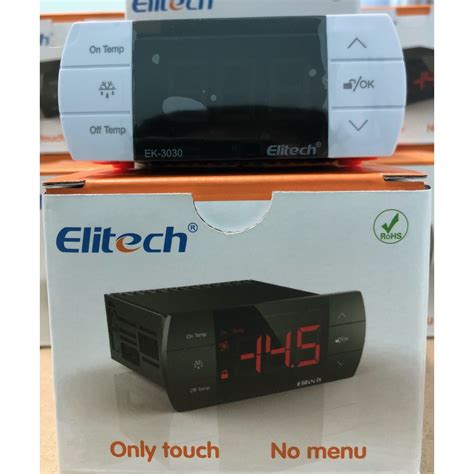 Elitech
On Temp
Off Temp
/OK
EK-3030
Elitech
Elitech®
RoHS
On Temp
Off Temp
-14.5
Elitech
Only touch
No menu